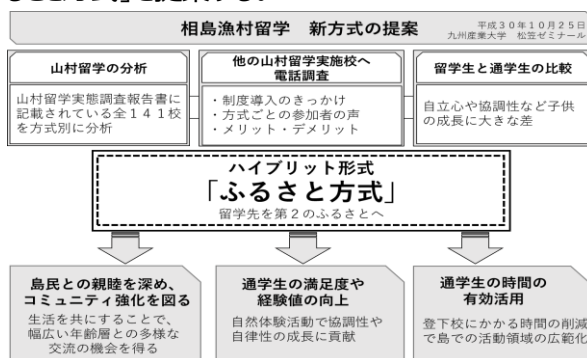 相島漁村留学　新方式の提案
平成３０年１０月２５日
九州産業大学　松笠ゼミナール
山村留学の分析
山村留学実態調査報告書に
記載されている全１４１校
を方式別に分析
他の山村留学実施校へ
電話調査
・制度導入のきっかけ
・方式ごとの参加者の声
・メリット・デメリット
留学生と通学生の比較
自立心や協調性など子供
の成長に大きな差
ハイブリット形式
「ふるさと方式」
留学先を第２のふるさとへ
島民との親睦を深め、
コミュニティ強化を図る
生活を共にすることで、
幅広い年齢層との多様な
交流の機会を得る
通学生の満足度や
経験値の向上
自然体験活動で協調性や
自律性の成長に貢献
通学生の時間の
有効活用
登下校にかかる時間の削減
で島での活動領域の広範化